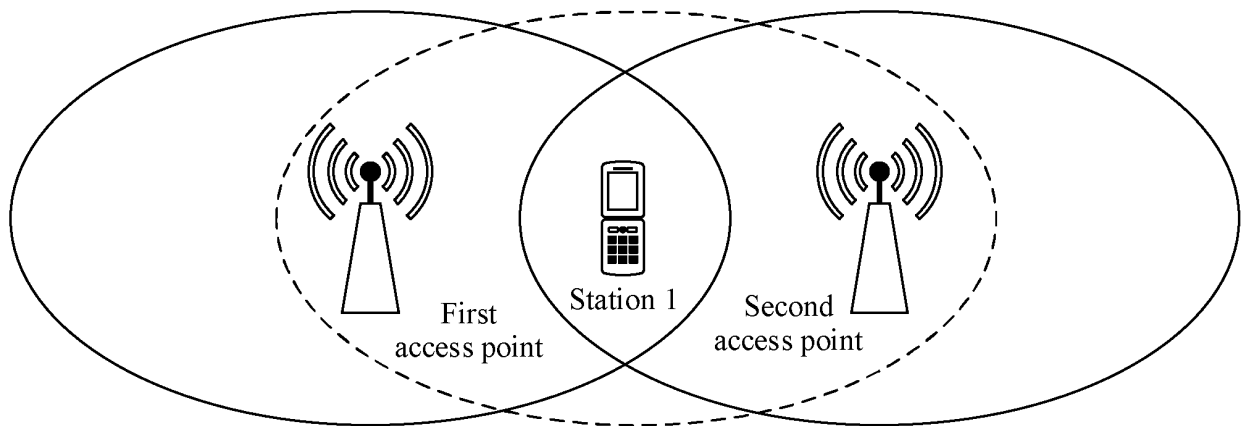 First
access point
Station 1
Second
access point